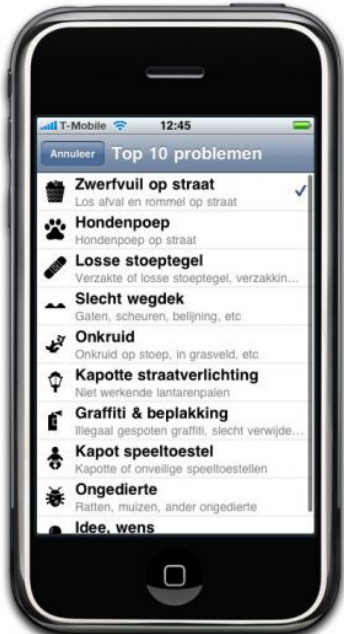 T-Mobile 12:45
Annuleer Top 10 problemen
Zwerfvuil op straat
Los afval en rommel op straat
Hondenpoep
Hondenpoep op straat
Losse stoeptegel
Verzakte of losse stoeptegel, verzakkin...
Slecht wegdek
Gaten, scheuren, belijning, etc
Onkruid
Onkruid op stoep, in grasveld, etc
Kapotte straatverlichting
Niet werkende lantarenpalen
Graffiti & beplakking
Illegaal gespoten graffiti, slecht verwijde...
Kapot speeltoestel
Kapotte of onveilige speeltoestellen
Ongedierte
Ratten, muizen, ander ongedierte
Idee, wens